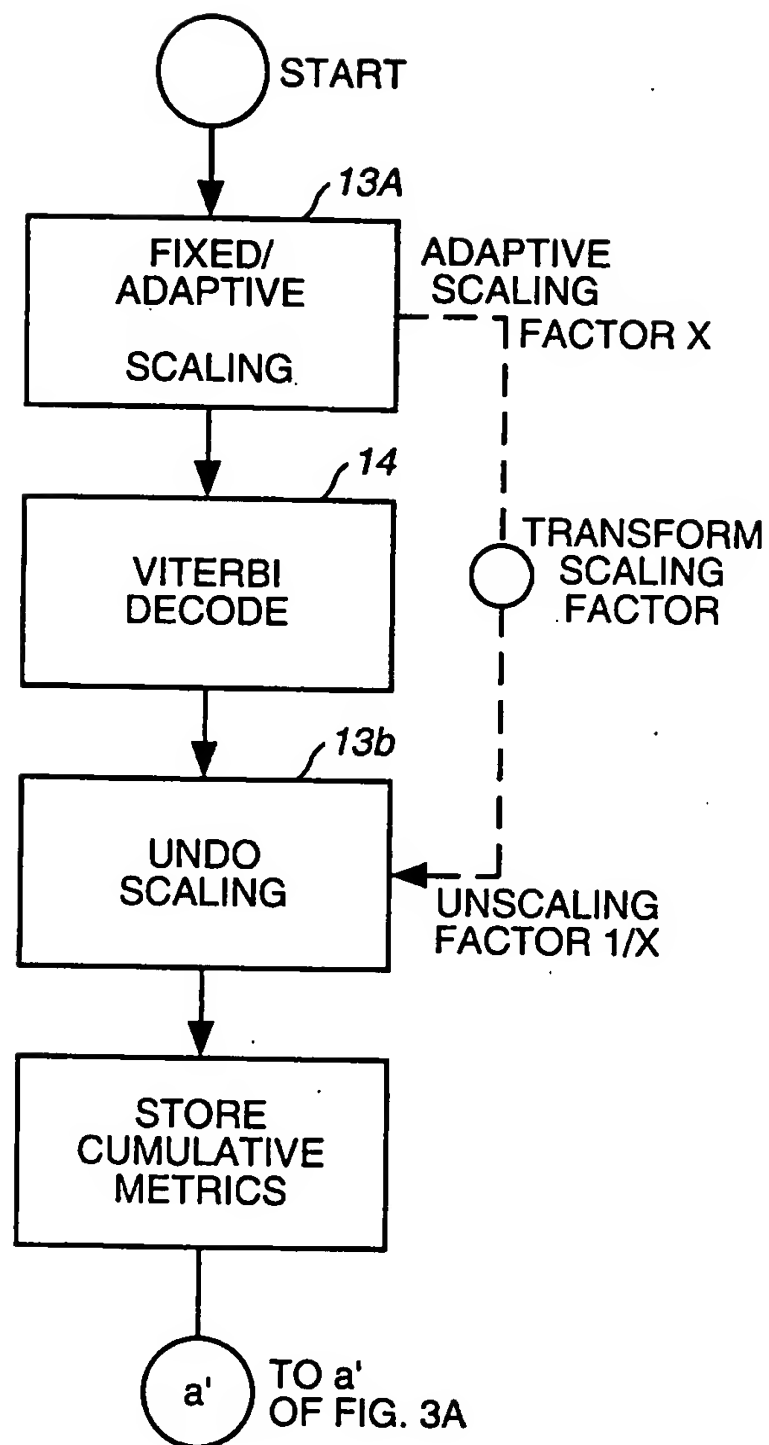 START
13A
FIXED/
ADAPTIVE
SCALING
ADAPTIVE
SCALING
FACTOR X
14
VITERBI
DECODE
TRANSFORM
SCALING
FACTOR
13b
UNDO
SCALING
UNSCALING
FACTOR 1/X
STORE
CUMULATIVE
METRICS
a'
TO a'
OF FIG. 3A